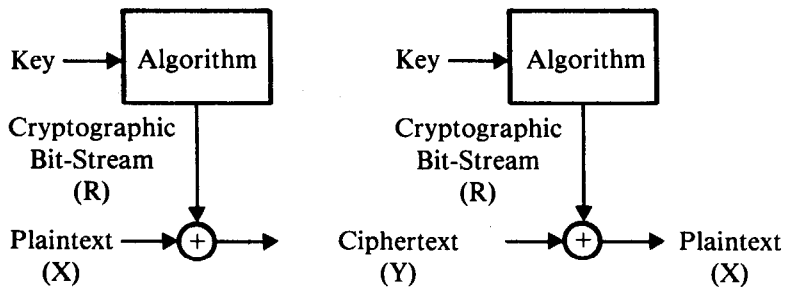 Key
Algorithm
Cryptographic
Bit-Stream
(R)
Plaintext
(X)
+
Ciphertext
(Y)
Key
Algorithm
Cryptographic
Bit-Stream
(R)
+
Plaintext
(X)